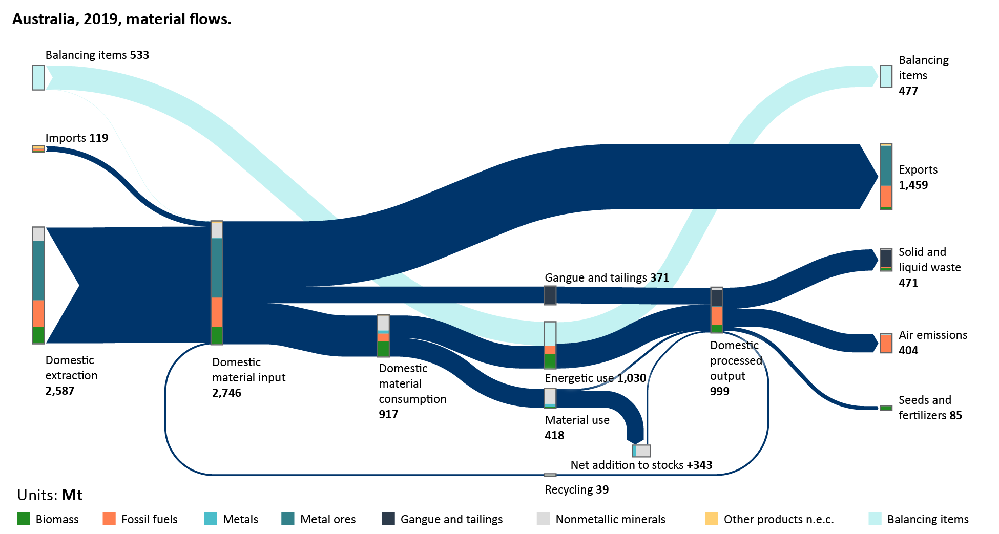 Australia, 2019, material flows.
Balancing items 533
Imports 119
Domestic
extraction
2,587
Domestic
material input
2,746
Domestic
material
consumption
917
Gangue and tailings 371
Energetic use 1,030
Material use
418
Net addition to stocks +343
Recycling 39
Domestic
processed
output
999
Balancing
items
477
Exports
1,459
Solid and
liquid waste
471
Air emissions
404
Seeds and
fertilizers 85
Units: Mt
Biomass
Fossil fuels
Metals
Metal ores
Gangue and tailings
Nonmetallic minerals
Other products n.e.c.
Balancing items